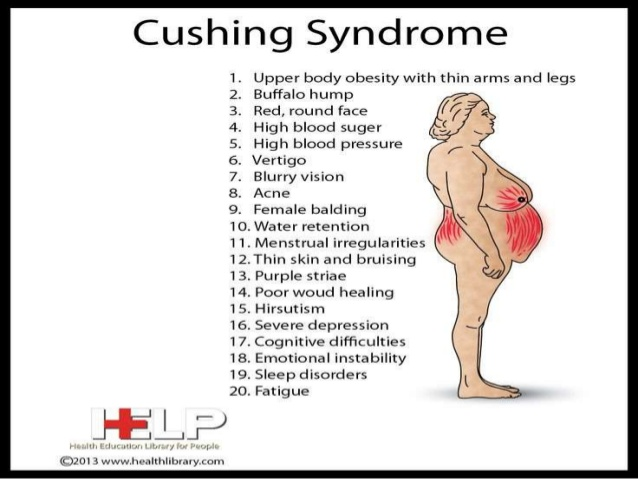 Cushing Syndrome
1. Upper body obesity with thin arms and legs
2. Buffalo hump
3. Red, round face
4. High blood suger
5. High blood pressure
6. Vertigo
7. Blurry vision
8. Acne
9. Female balding
10. Water retention
11. Menstrual irregularities
12. Thin skin and bruising
13. Purple striae
14. Poor woud healing
15. Hirsutism
16. Severe depression
17. Cognitive difficulties
18. Emotional instability
19. Sleep disorders
20. Fatigue
HELP
Health Education Library for People
©2013 www.healthlibrary.com